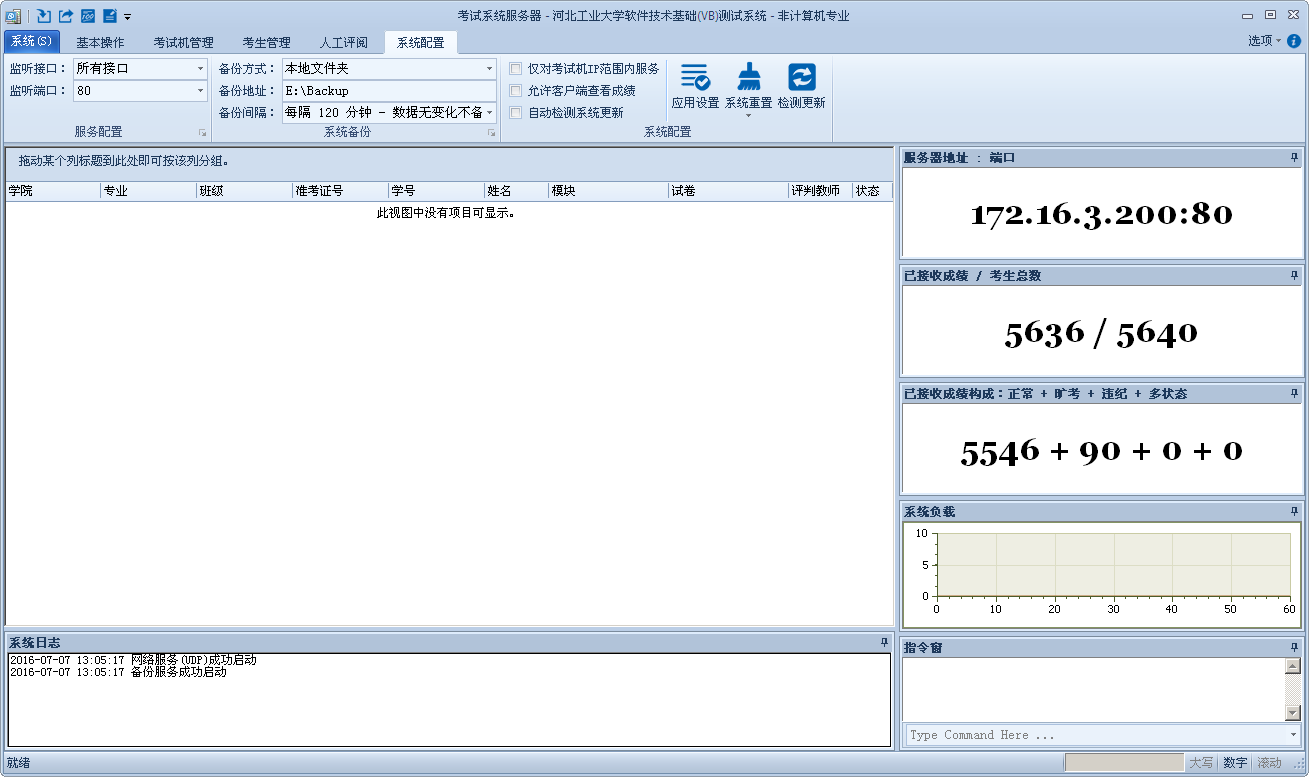 考试系统服务器 - 河北工业大学软件技术基础(VB)测试系统 - 非计算机专业
系统(S) 基本操作 考试机管理 考生管理 人工评阅 系统配置 选项
监听接口： 所有接口
监听端口： 80
服务配置
备份方式： 本地文件夹
备份地址： E:\Backup
备份间隔： 每隔 120 分钟 - 数据无变化不备
系统备份
仅对考试机IP范围内服务
允许客户端查看成绩
自动检测系统更新
应用设置 系统重置 检测更新
系统配置
拖动某个列标题到此处即可按该列分组。
学院 专业 班级 准考证号 学号 姓名 模块 试卷 评判教师 状态
此视图中没有项目可显示。
服务器地址 : 端口
172.16.3.200:80
已接收成绩 / 考生总数
5636 / 5640
已接收成绩构成：正常 + 旷考 + 违纪 + 多状态
5546 + 90 + 0 + 0
系统负载
10
5
0
0 10 20 30 40 50 60
系统日志
2016-07-07 13:05:17 网络服务(UDP)成功启动
2016-07-07 13:05:17 备份服务成功启动
指令窗
Type Command Here ...
就绪 大写 数字 滚动